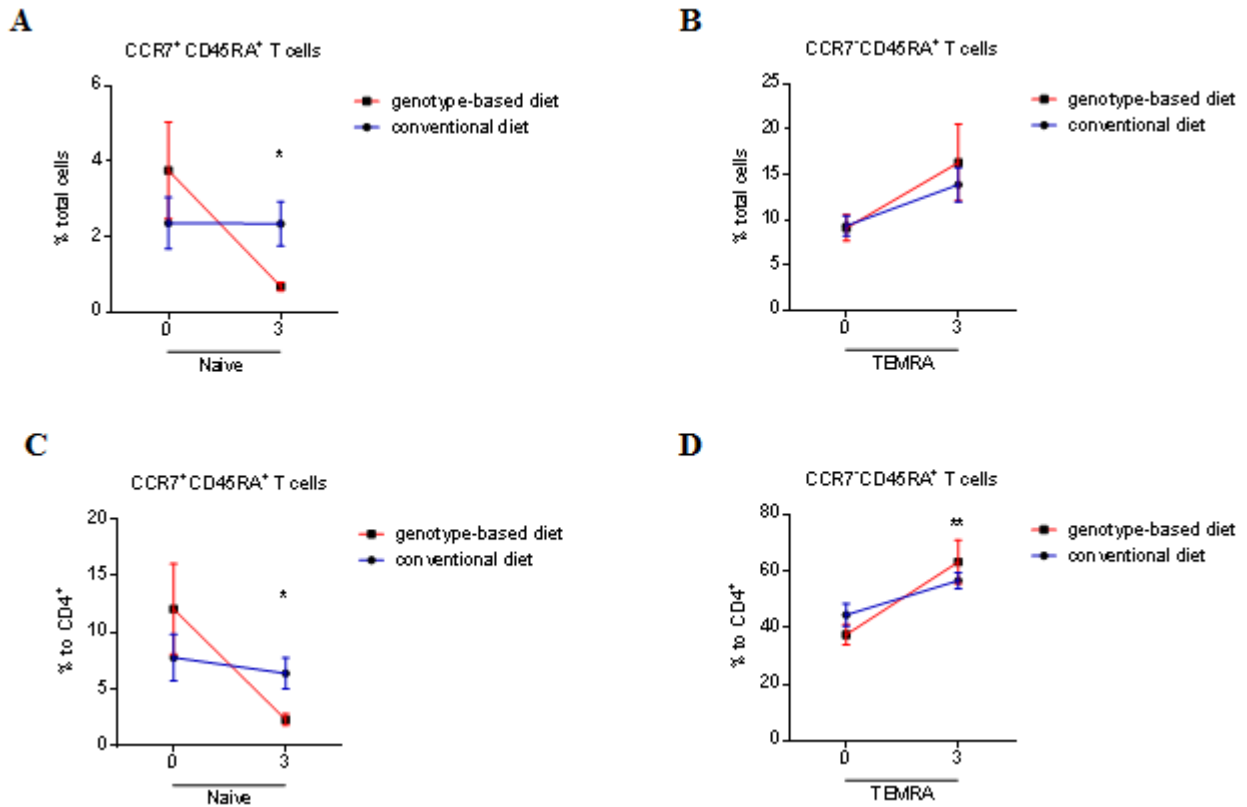 A
CCR7⁺ CD45RA⁺ T cells
6
4
2
0
% total cells
*
0
3
Naive
genotype-based diet
conventional diet
B
CCR7⁻CD45RA⁺ T cells
25
20
15
10
5
0
% total cells
0
3
TEMRA
genotype-based diet
conventional diet
C
CCR7⁺CD45RA⁺ T cells
20
15
10
5
0
% to CD4⁺
*
0
3
Naive
genotype-based diet
conventional diet
D
CCR7⁻CD45RA⁺ T cells
80
60
40
20
0
% to CD4⁺
**
0
3
TEMRA
genotype-based diet
conventional diet